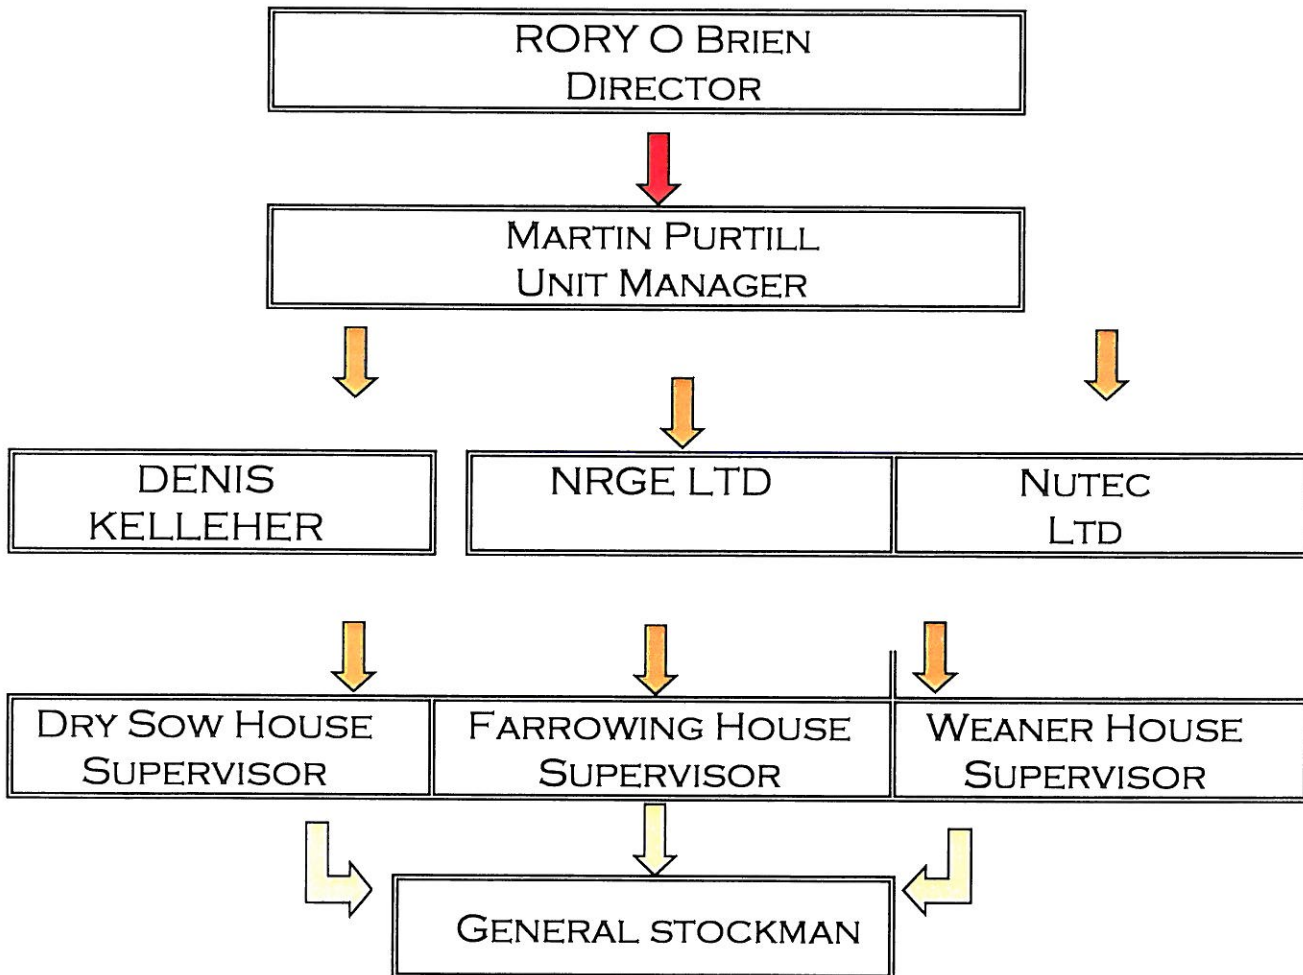 RORY O BRIEN
DIRECTOR
MARTIN PURTILL
UNIT MANAGER
DENIS
KELLEHER
NRGE LTD
NUTEC
LTD
DRY SOW HOUSE
SUPERVISOR
FARROWING HOUSE
SUPERVISOR
WEANER HOUSE
SUPERVISOR
GENERAL STOCKMAN